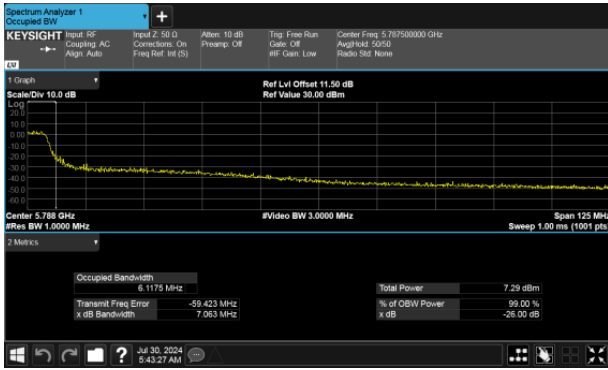 Spectrum Analyzer 1
Occupied BW
+
KEYSIGHT Input: RF Input Z: 50 Ω Atten: 10 dB Trig: Free Run Center Freq: 5.787500000 GHz
Coupling: AC Corrections: On Preamp: Off Gate: Off Avg|Hold: 50/50
Align: Auto Freq Ref: Int (S) #IF Gain: Low Radio Std: None
LXI
1 Graph
Ref Lvl Offset 11.50 dB
Scale/Div 10.0 dB Ref Value 30.00 dBm
Log
20.0
10.0
0.00
-10.0
-20.0
-30.0
-40.0
-50.0
-60.0
Center 5.788 GHz #Video BW 3.0000 MHz Span 125 MHz
#Res BW 1.0000 MHz Sweep 1.00 ms (1001 pts
2 Metrics
Occupied Bandwidth
6.1175 MHz Total Power 7.29 dBm
Transmit Freq Error -59.423 MHz % of OBW Power 99.00 %
x dB Bandwidth 7.063 MHz x dB -26.00 dB
? Jul 30, 2024
5:43:27 AM